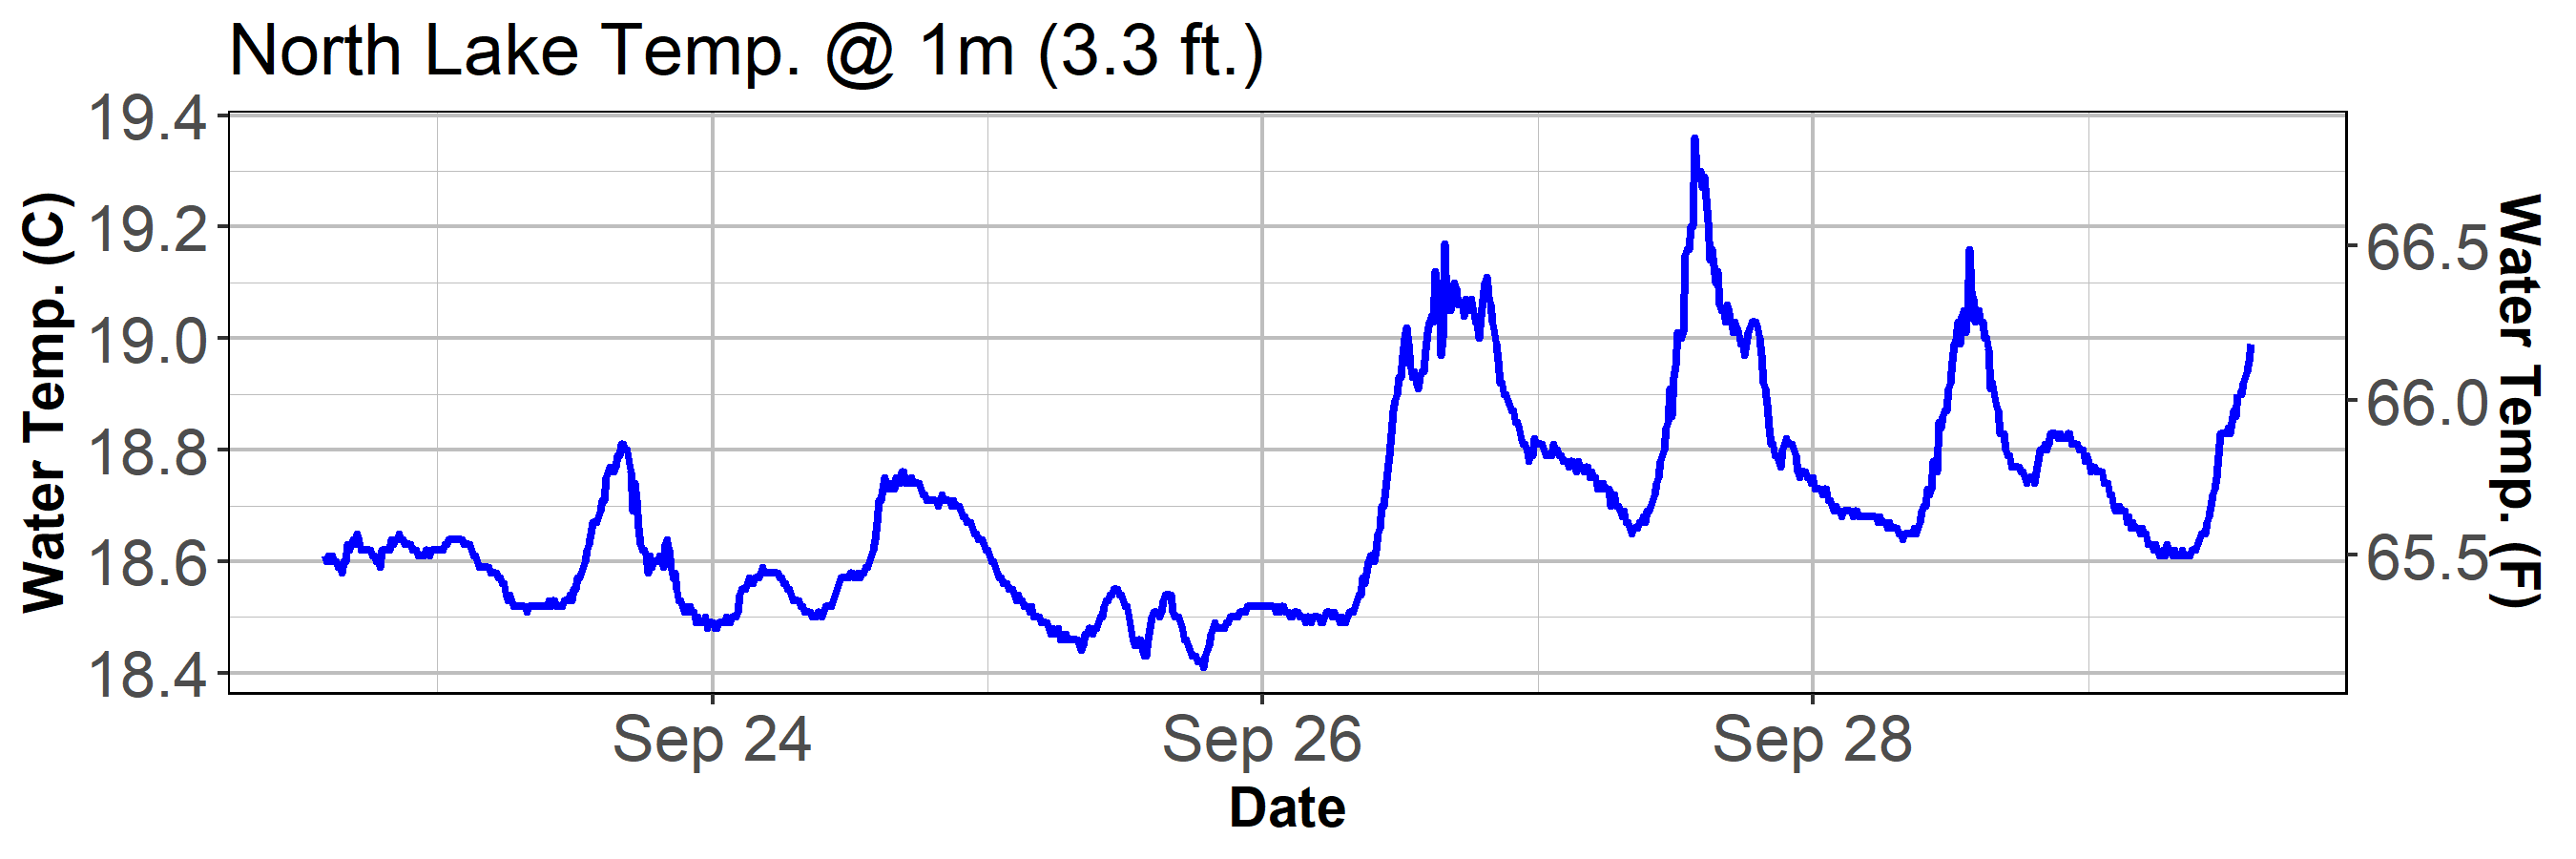 North Lake Temp. @ 1m (3.3 ft.)
Water Temp. (C)
19.4
19.2
19.0
18.8
18.6
18.4
66.5
66.0
65.5
Water Temp. (F)
Sep 24 Sep 26 Sep 28
Date